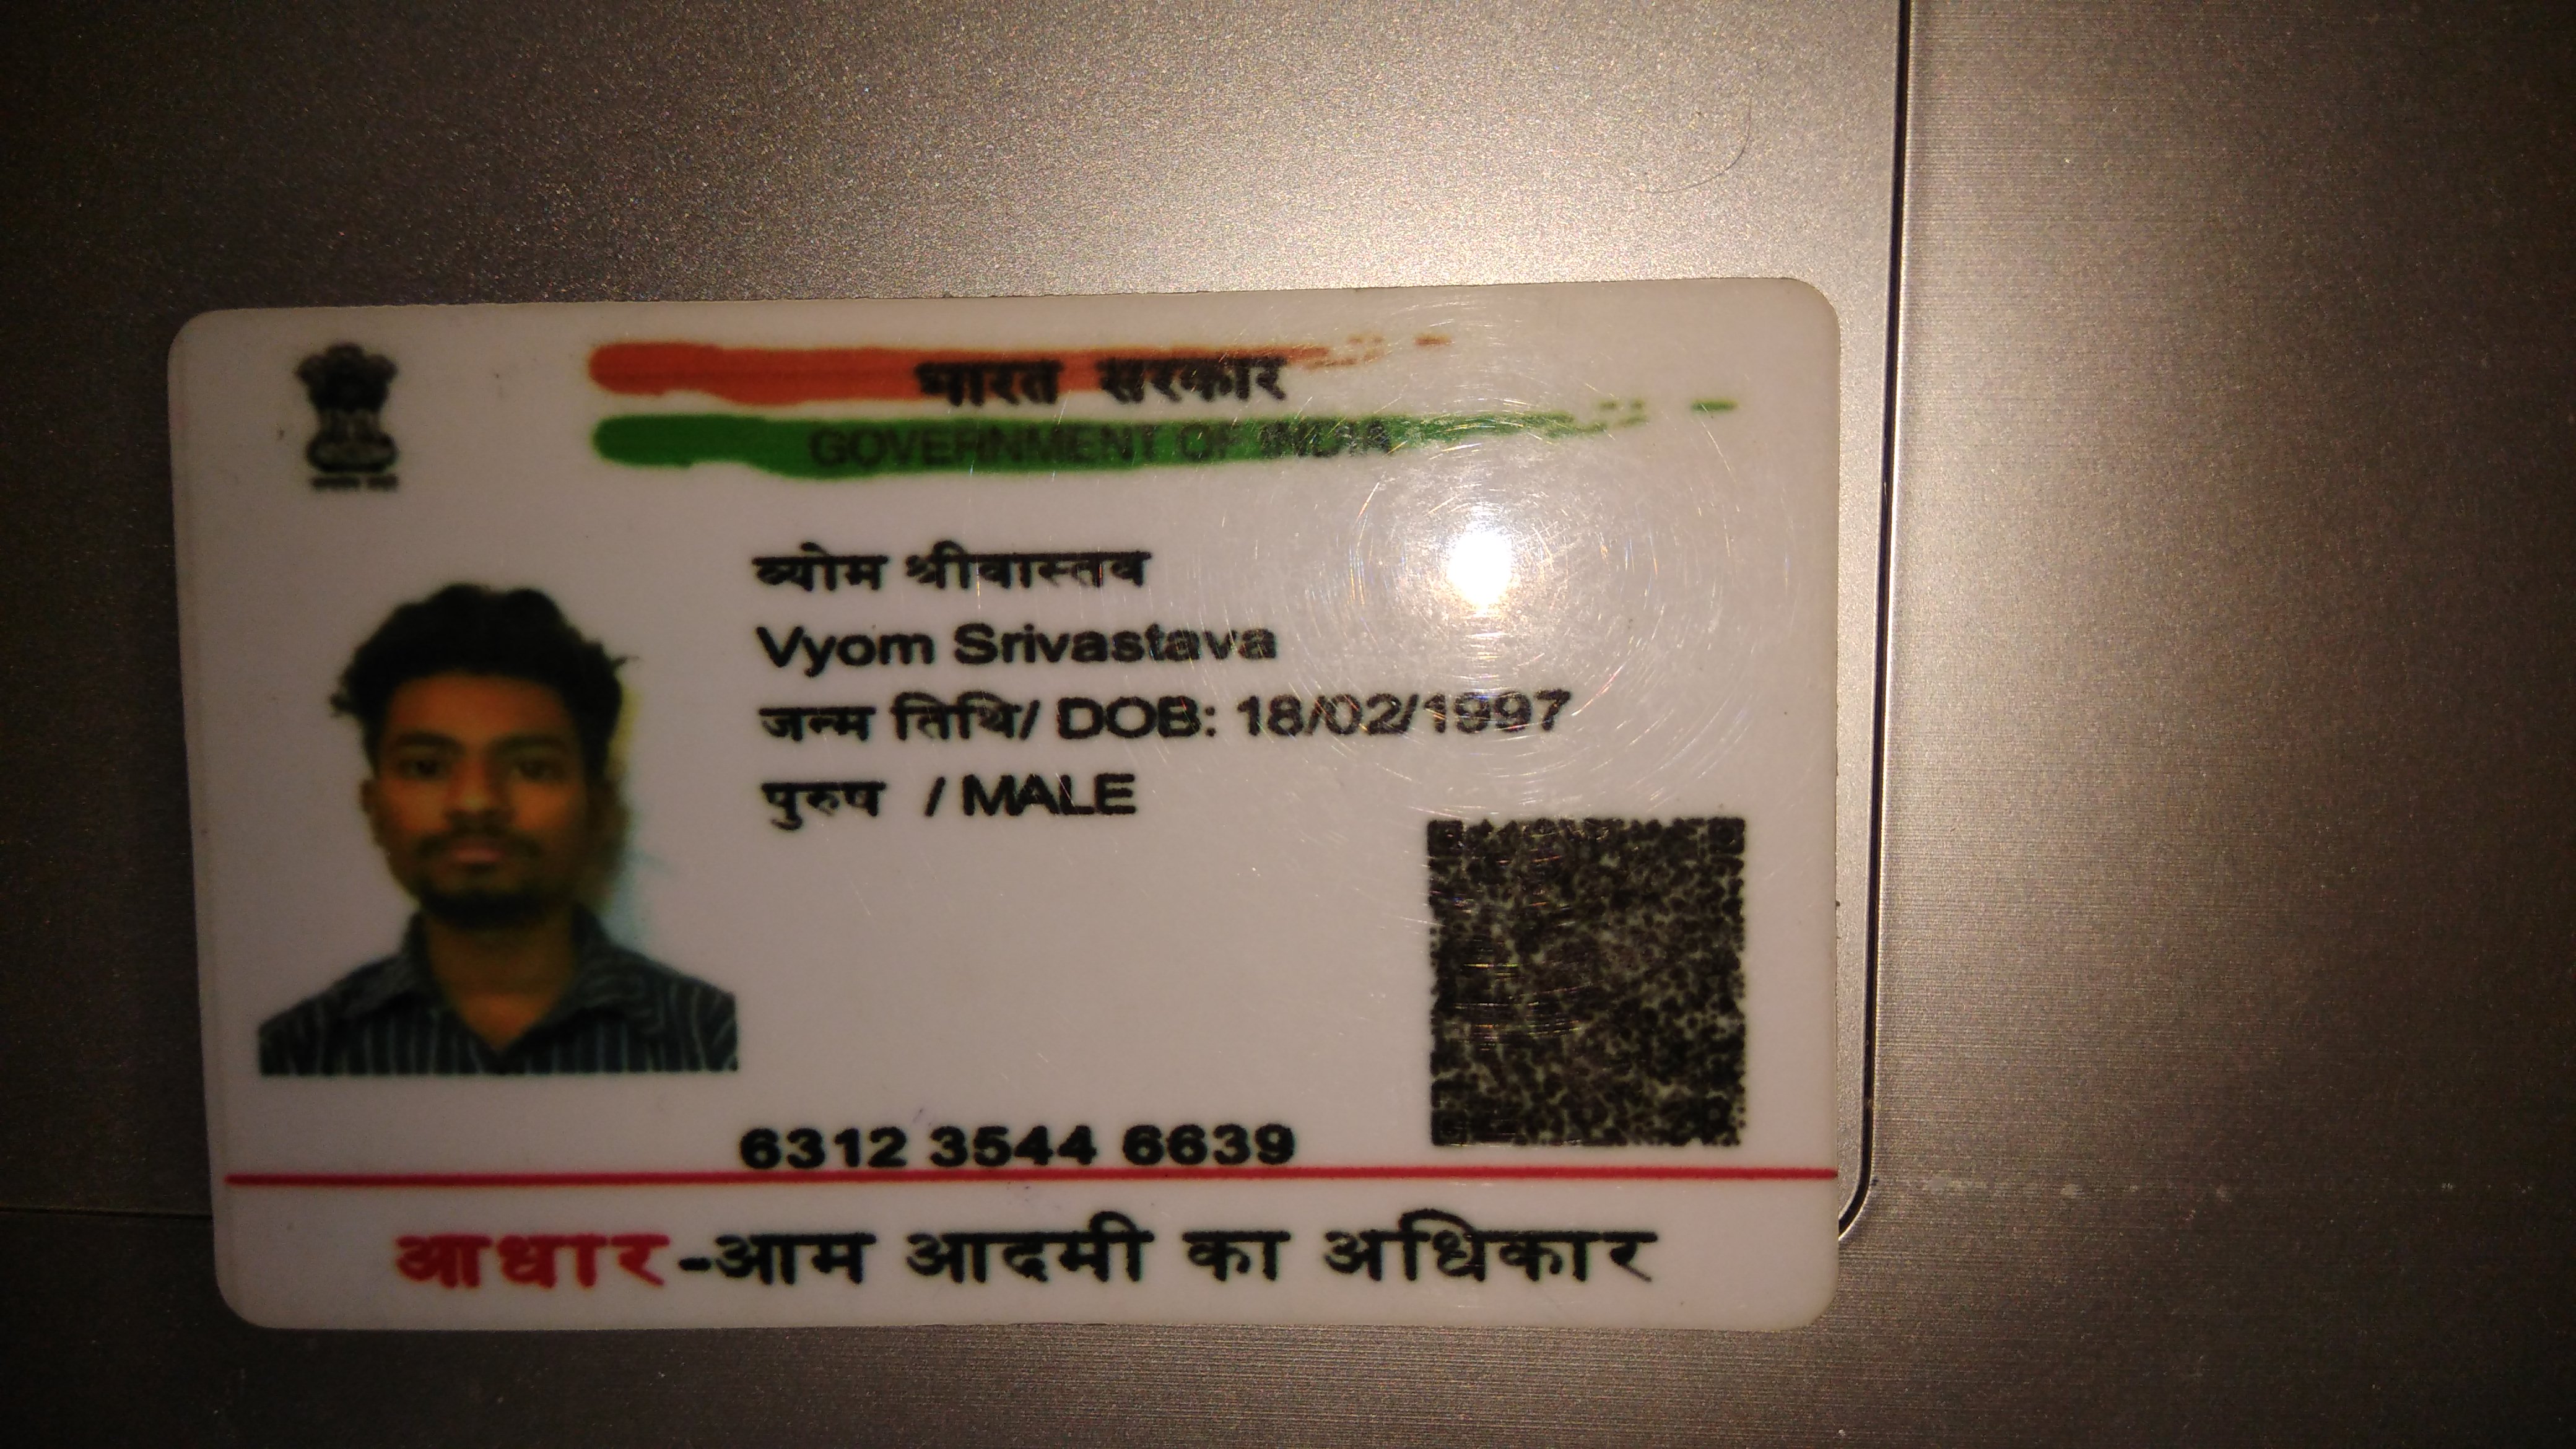 भारत सरकार
GOVERNMENT OF INDIA
व्योम श्रीवास्तव
Vyom Srivastava
जन्म तिथि/ DOB: 18/02/1997
पुरुष / MALE
6312 3544 6639
आधार-आम आदमी का अधिकार